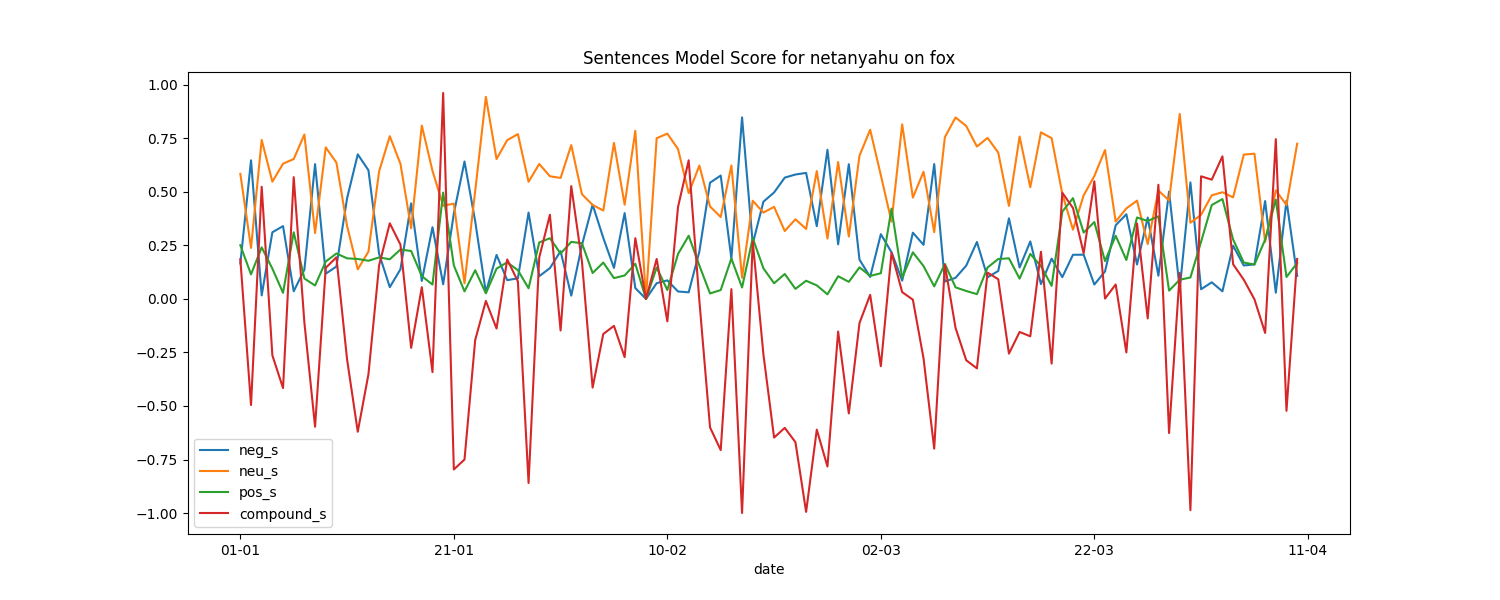 Sentences Model Score for netanyahu on fox
1.00
0.75
0.50
0.25
0.00
−0.25
−0.50
−0.75
−1.00
neg_s
neu_s
pos_s
compound_s
01-01
21-01
10-02
02-03
22-03
11-04
date